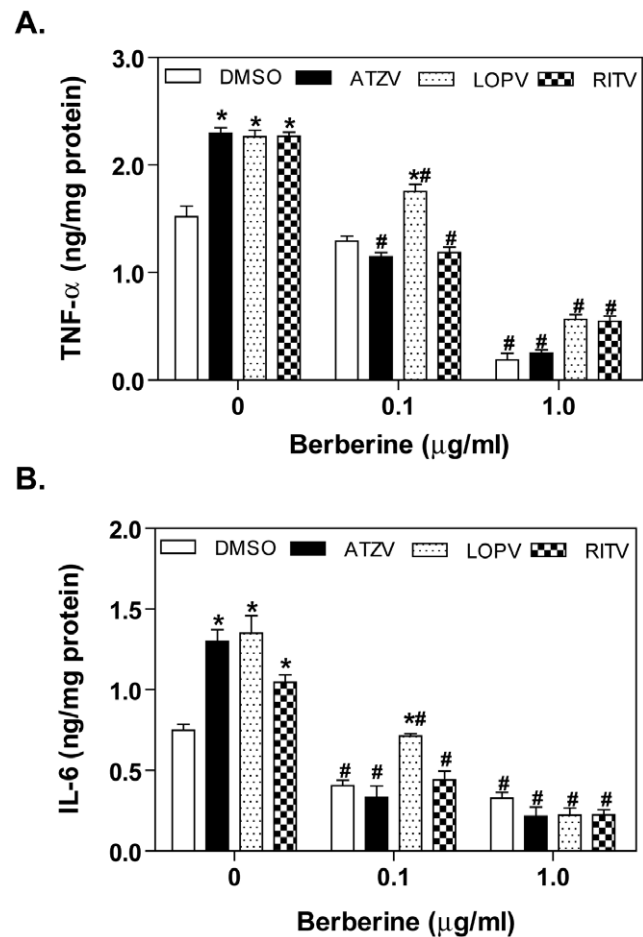 A.
3.0
DMSO ATZV LOPV RITV
* * *
*#
2.0
# #
1.0
# # # #
0.0
TNF-α (ng/mg protein)
0 0.1 1.0
Berberine (μg/ml)
B.
2.0
DMSO ATZV LOPV RITV
1.5
* * *
1.0
*#
# # #
0.5
# # # #
0.0
IL-6 (ng/mg protein)
0 0.1 1.0
Berberine (μg/ml)